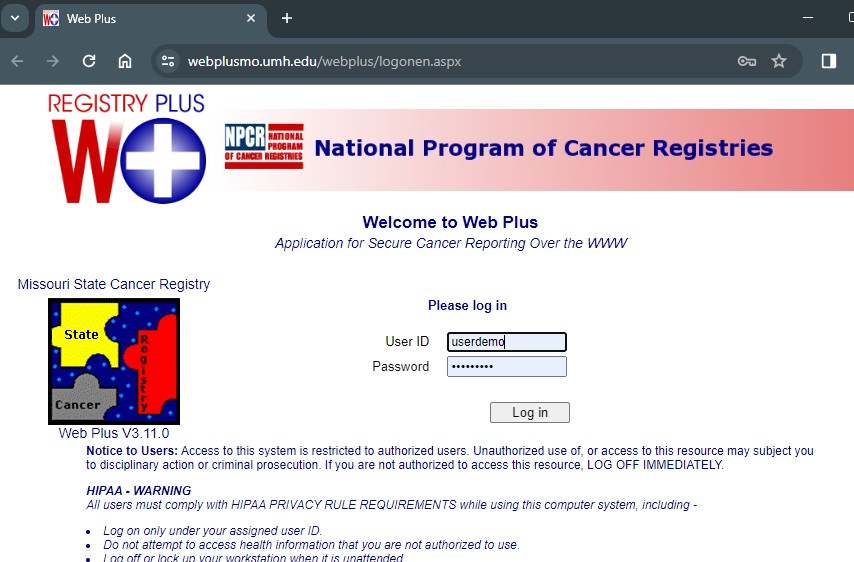 Web Plus
webplusmo.umh.edu/webplus/logonen.aspx
REGISTRY PLUS
NPCR NATIONAL PROGRAM OF CANCER REGISTRIES
National Program of Cancer Registries
Welcome to Web Plus
Application for Secure Cancer Reporting Over the WWW
Missouri State Cancer Registry
State
Registry
Cancer
Web Plus V3.11.0
Please log in
User ID userdemo
Password •••••••••
Log in
Notice to Users: Access to this system is restricted to authorized users. Unauthorized use of, or access to this resource may subject you
to disciplinary action or criminal prosecution. If you are not authorized to access this resource, LOG OFF IMMEDIATELY.
HIPAA - WARNING
All users must comply with HIPAA PRIVACY RULE REQUIREMENTS while using this computer system, including -
• Log on only under your assigned user ID.
• Do not attempt to access health information that you are not authorized to use.
• Log off or lock up your workstation when it is unattended